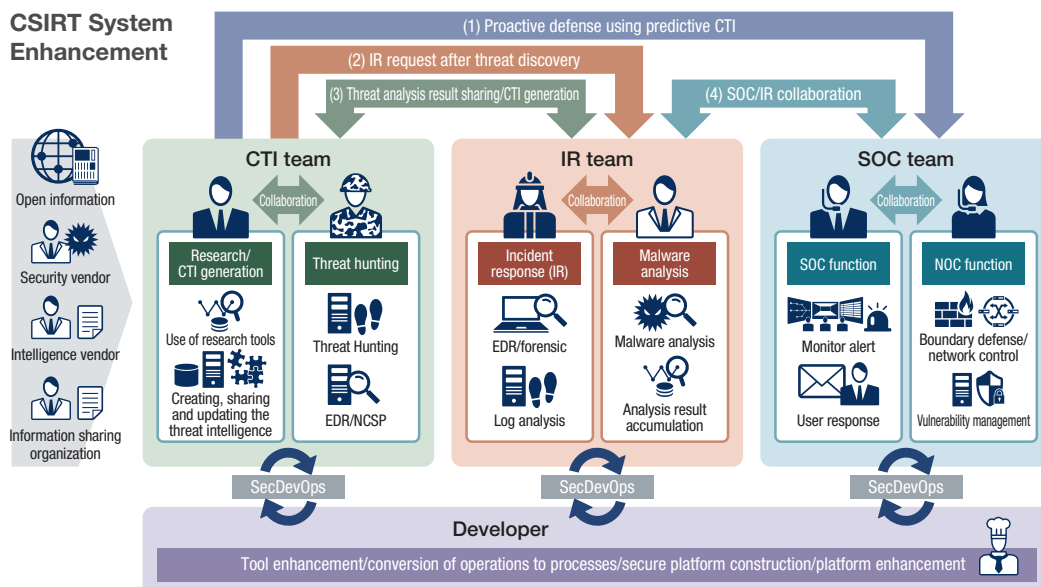 CSIRT System
Enhancement
(1) Proactive defense using predictive CTI
(2) IR request after threat discovery
(3) Threat analysis result sharing/CTI generation
(4) SOC/IR collaboration
Open information
Security vendor
Intelligence vendor
Information sharing
organization
CTI team
Collaboration
Research/
CTI generation
Use of research tools
Creating, sharing
and updating the
threat intelligence
Threat hunting
Threat Hunting
EDR/NCSP
IR team
Collaboration
Incident
response (IR)
EDR/forensic
Log analysis
Malware
analysis
Malware analysis
Analysis result
accumulation
SOC team
Collaboration
SOC function
Monitor alert
User response
NOC function
Boundary defense/
network control
Vulnerability management
SecDevOps
SecDevOps
SecDevOps
Developer
Tool enhancement/conversion of operations to processes/secure platform construction/platform enhancement